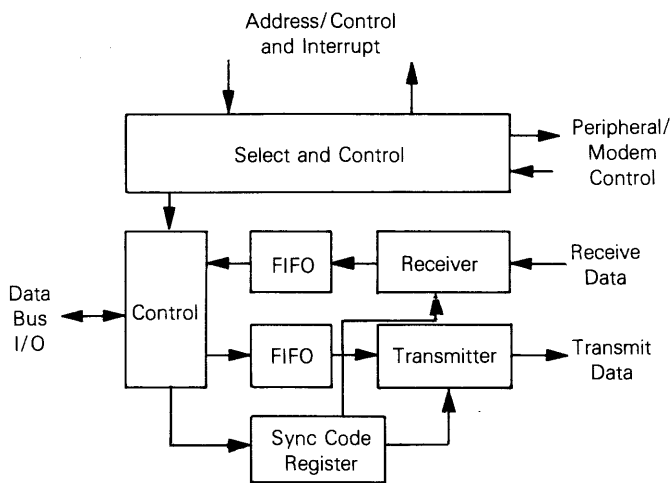 Address/Control
and Interrupt
Select and Control
Peripheral/
Modem
Control
FIFO
Receiver
Receive
Data
Data
Bus
I/O
Control
FIFO
Transmitter
Transmit
Data
Sync Code
Register